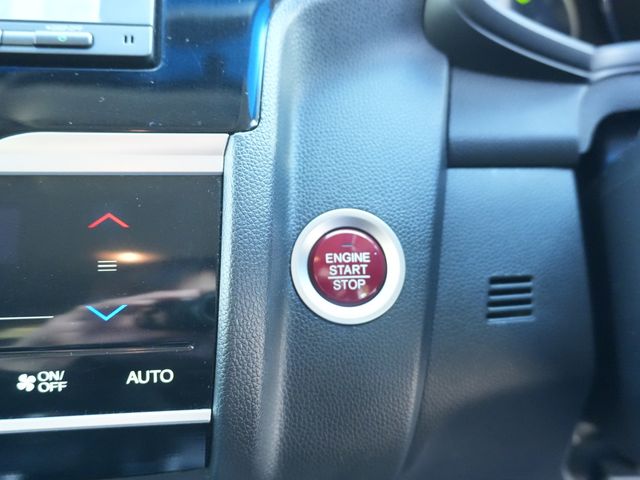 ENGINE
START
STOP
ON/
OFF
AUTO